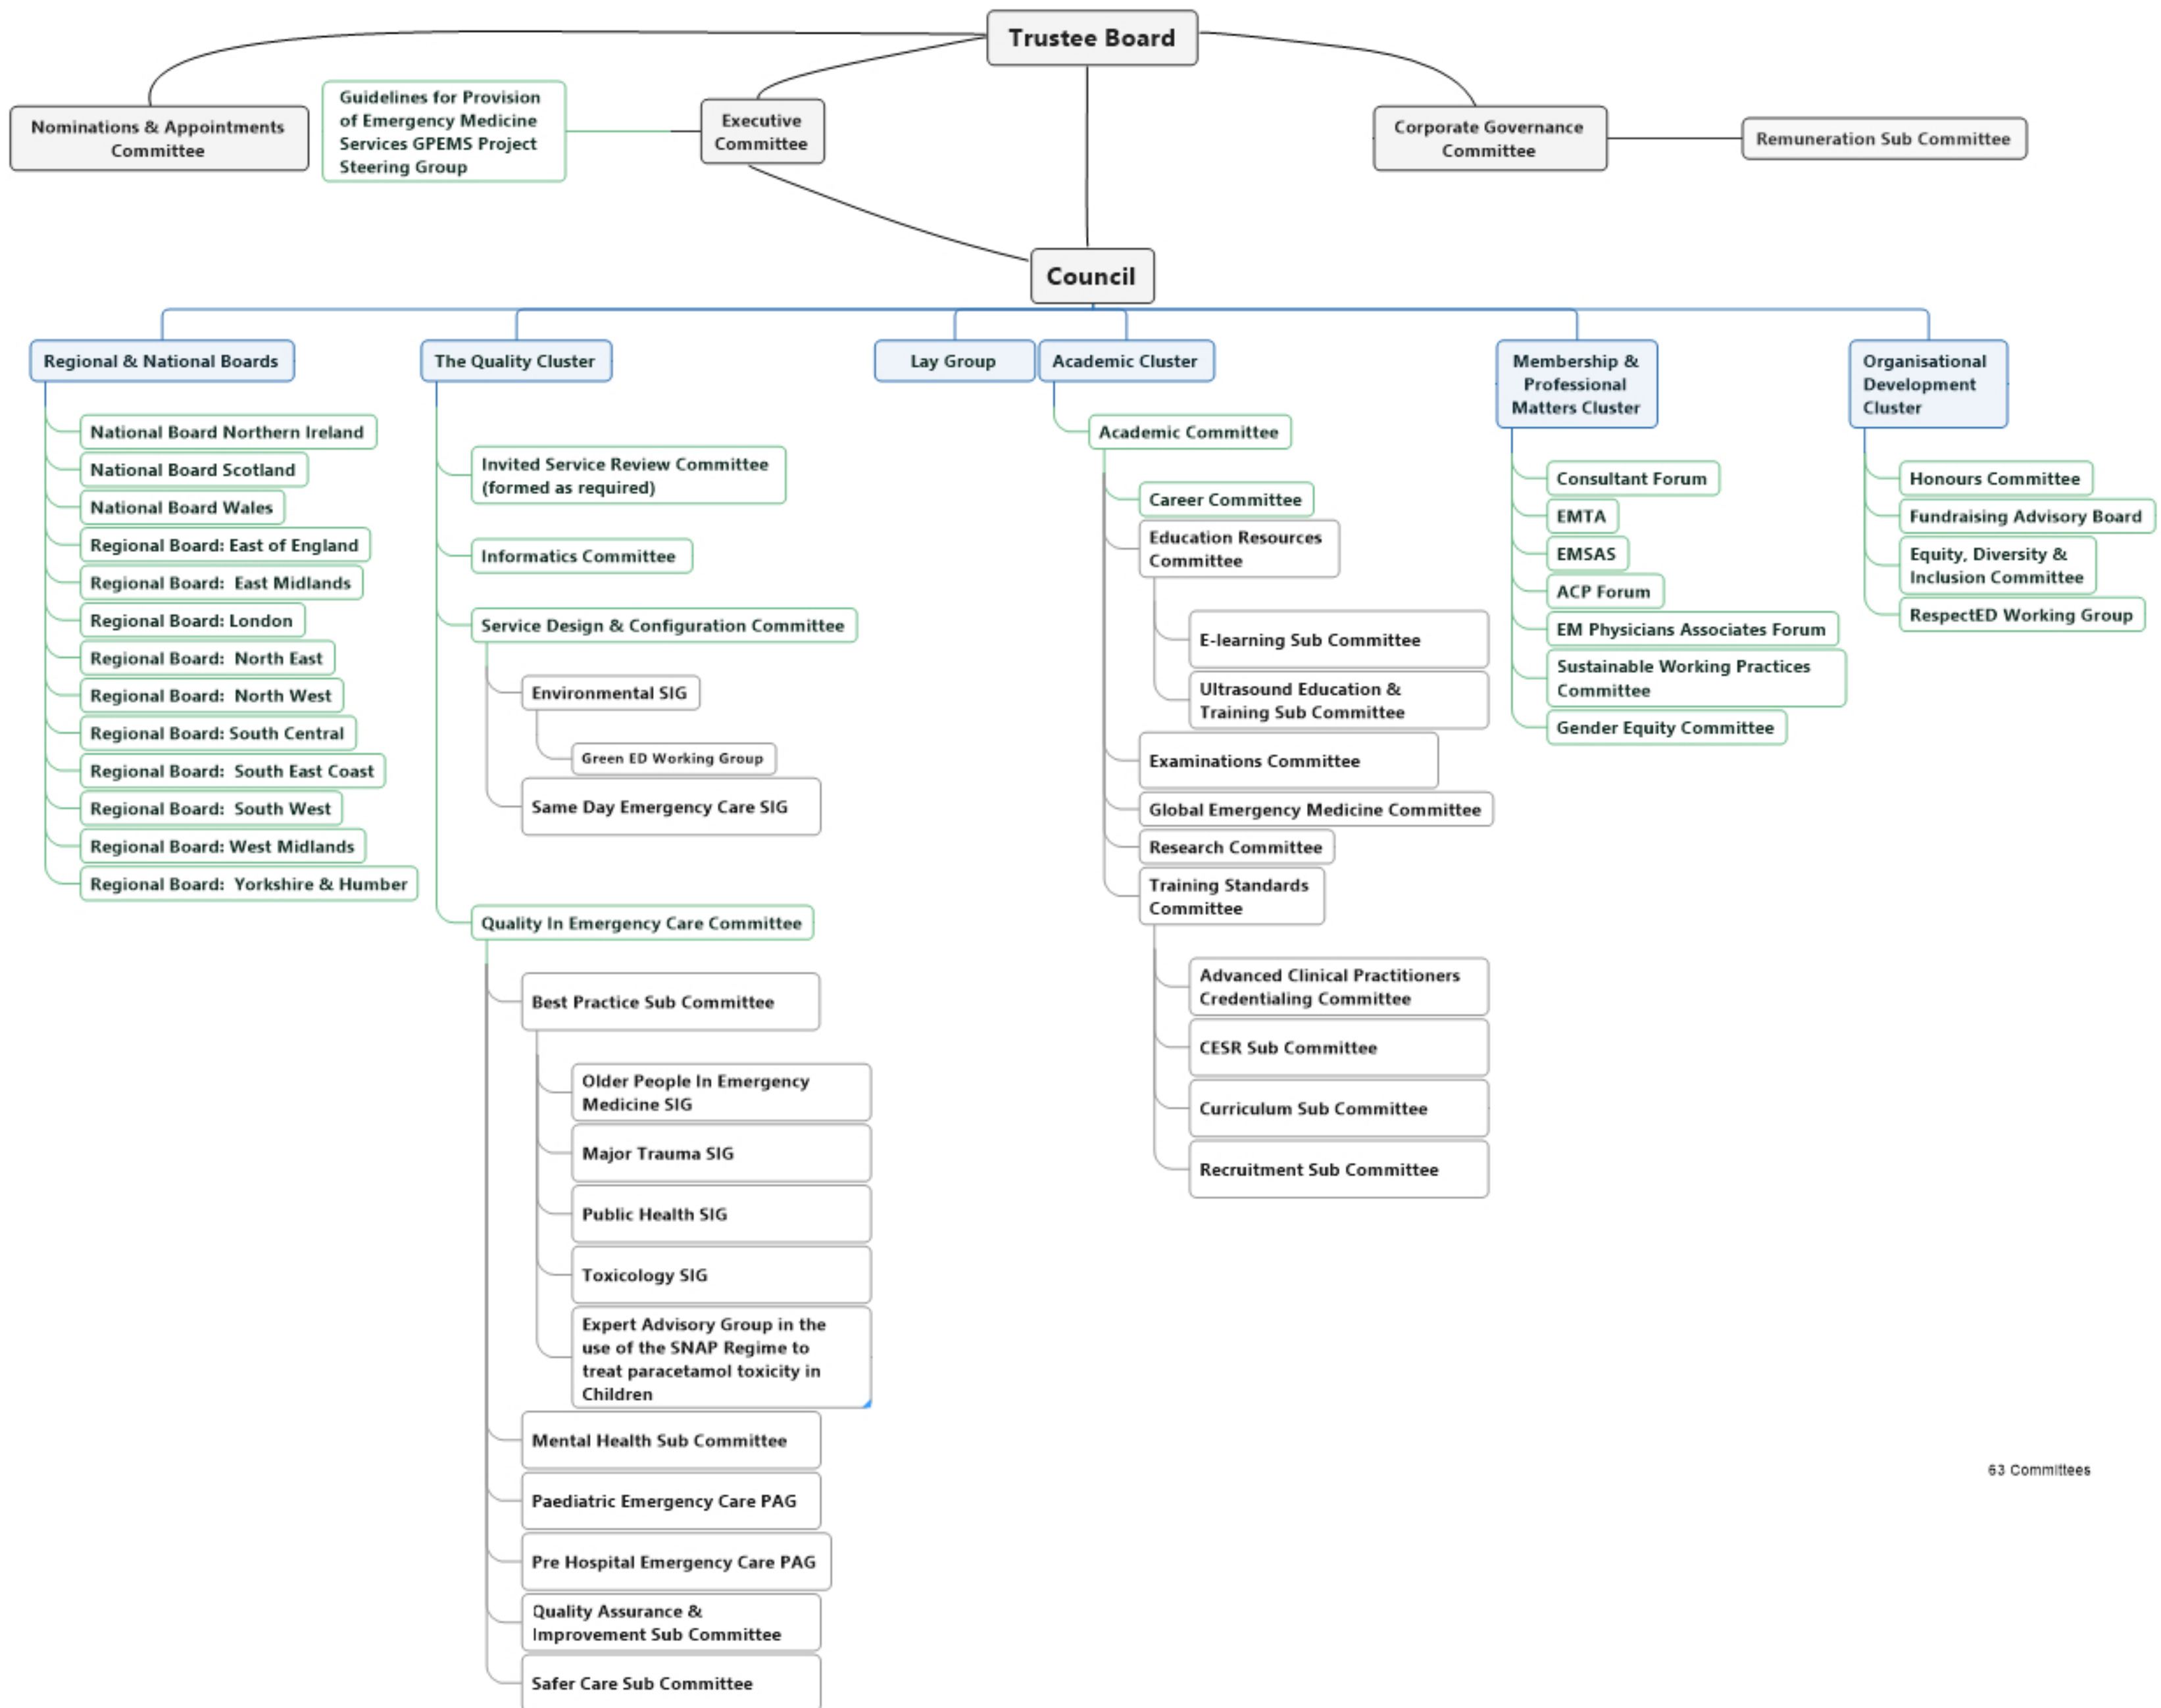 Trustee Board
Nominations & Appointments
Committee
Guidelines for Provision
of Emergency Medicine
Services GPEMS Project
Steering Group
Executive
Committee
Corporate Governance
Committee
Remuneration Sub Committee
Council
Regional & National Boards
National Board Northern Ireland
National Board Scotland
National Board Wales
Regional Board: East of England
Regional Board: East Midlands
Regional Board: London
Regional Board: North East
Regional Board: North West
Regional Board: South Central
Regional Board: South East Coast
Regional Board: South West
Regional Board: West Midlands
Regional Board: Yorkshire & Humber
The Quality Cluster
Invited Service Review Committee
(formed as required)
Informatics Committee
Service Design & Configuration Committee
Environmental SIG
Green ED Working Group
Same Day Emergency Care SIG
Quality In Emergency Care Committee
Best Practice Sub Committee
Older People In Emergency
Medicine SIG
Major Trauma SIG
Public Health SIG
Toxicology SIG
Expert Advisory Group in the
use of the SNAP Regime to
treat paracetamol toxicity in
Children
Mental Health Sub Committee
Paediatric Emergency Care PAG
Pre Hospital Emergency Care PAG
Quality Assurance &
Improvement Sub Committee
Safer Care Sub Committee
Lay Group
Academic Cluster
Academic Committee
Career Committee
Education Resources
Committee
E-learning Sub Committee
Ultrasound Education &
Training Sub Committee
Examinations Committee
Global Emergency Medicine Committee
Research Committee
Training Standards
Committee
Advanced Clinical Practitioners
Credentialing Committee
CESR Sub Committee
Curriculum Sub Committee
Recruitment Sub Committee
Membership &
Professional
Matters Cluster
Consultant Forum
EMTA
EMSAS
ACP Forum
EM Physicians Associates Forum
Sustainable Working Practices
Committee
Gender Equity Committee
Organisational
Development
Cluster
Honours Committee
Fundraising Advisory Board
Equity, Diversity &
Inclusion Committee
RespectED Working Group
63 Committees